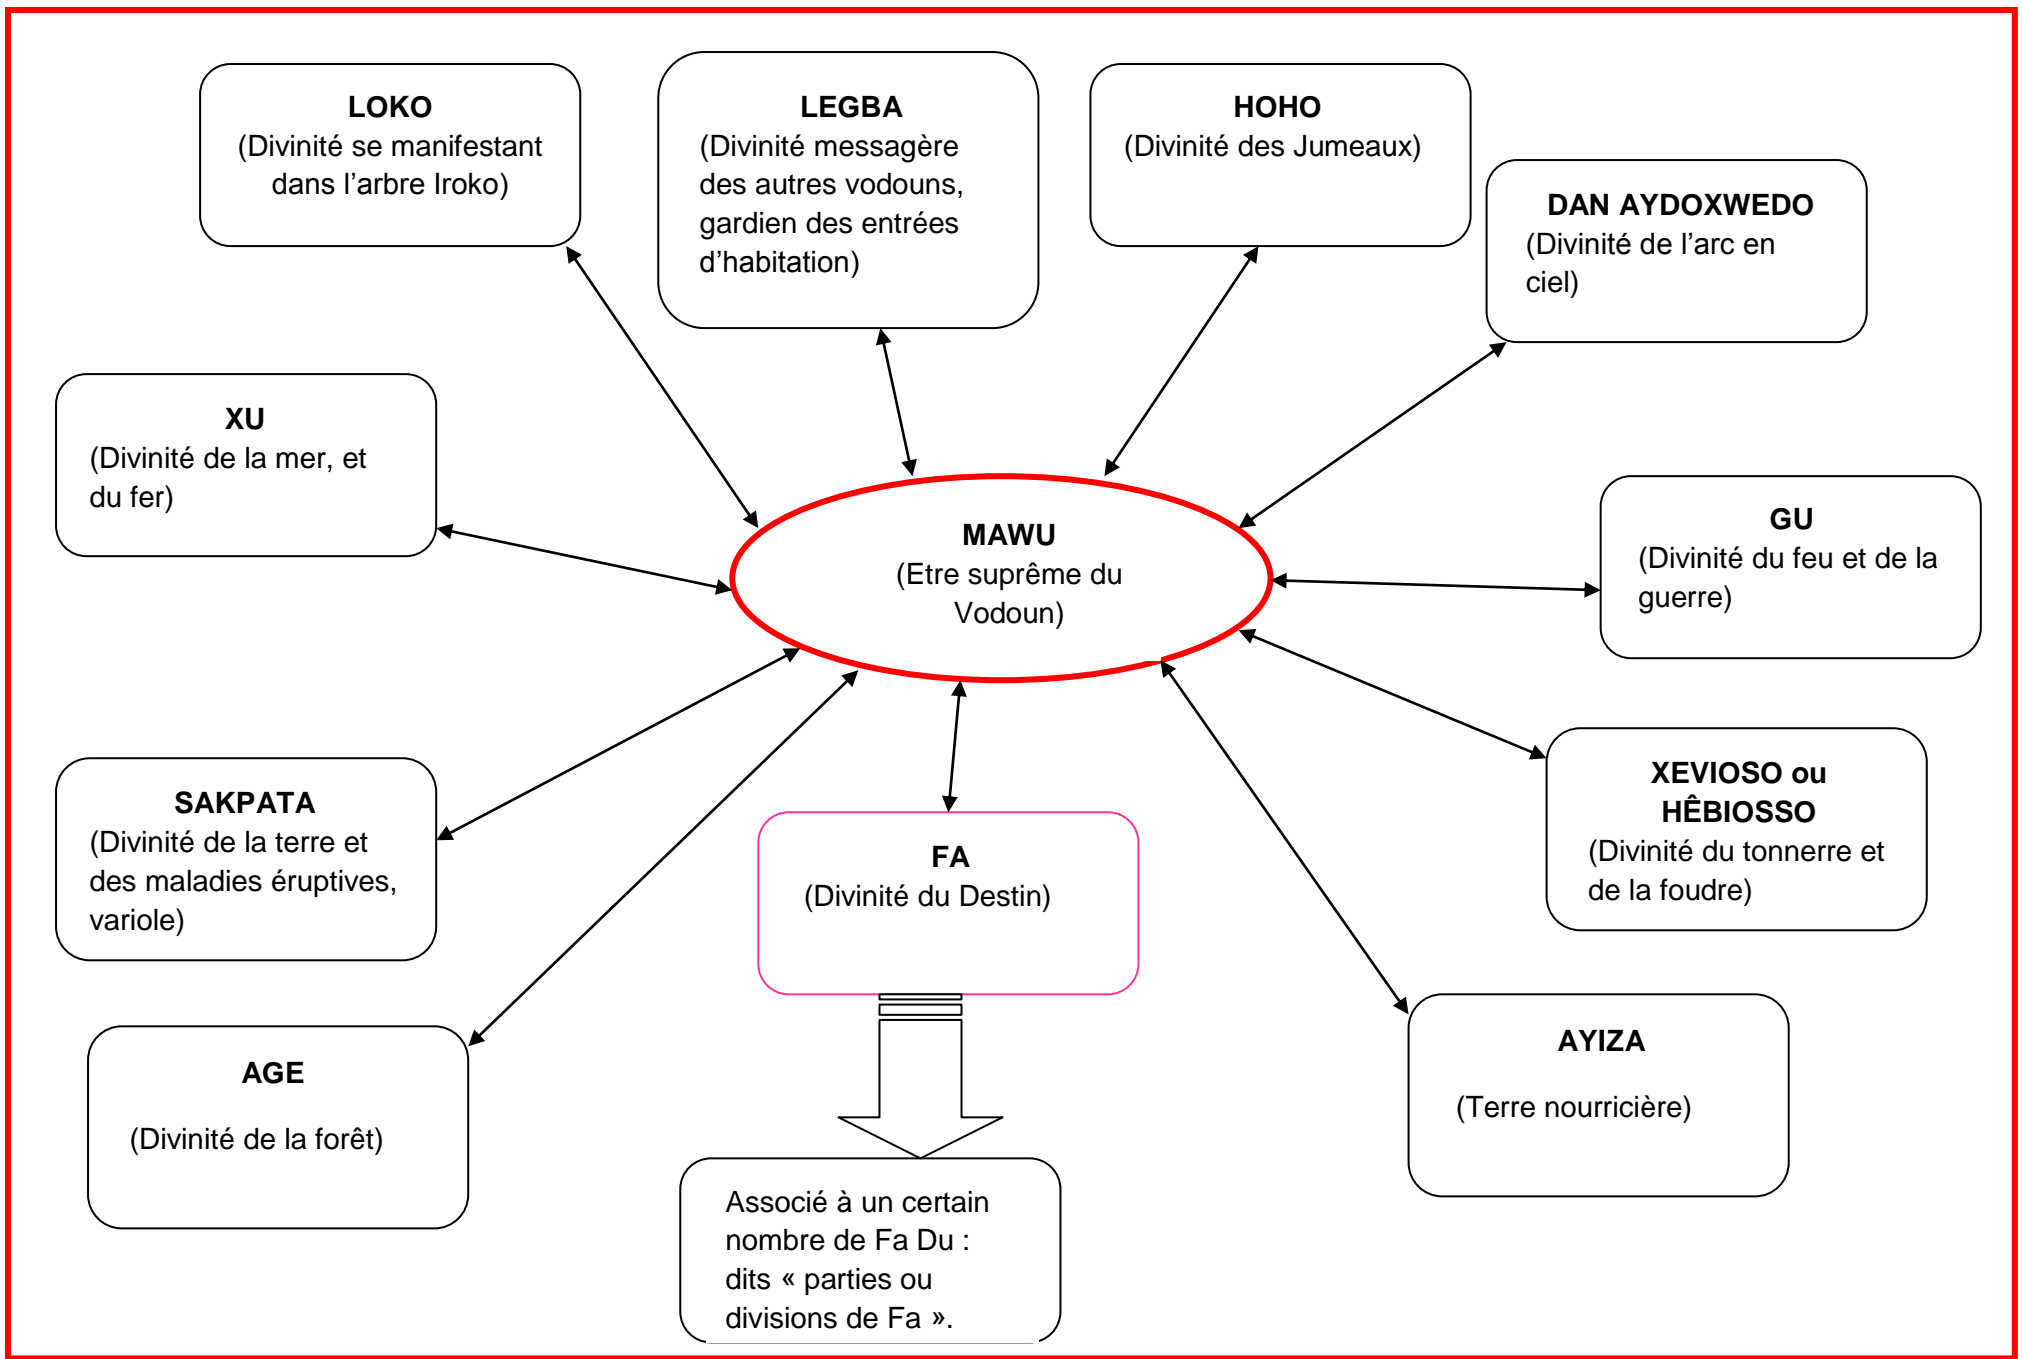 LOKO
(Divinité se manifestant
dans l’arbre Iroko)
LEGBA
(Divinité messagère
des autres vodouns,
gardien des entrées
d’habitation)
HOHO
(Divinité des Jumeaux)
DAN AYDOXWEDO
(Divinité de l’arc en
ciel)
XU
(Divinité de la mer, et
du fer)
MAWU
(Etre suprême du
Vodoun)
GU
(Divinité du feu et de la
guerre)
SAKPATA
(Divinité de la terre et
des maladies éruptives,
variole)
FA
(Divinité du Destin)
XEVIOSO ou
HÊBIOSSO
(Divinité du tonnerre et
de la foudre)
AGE
(Divinité de la forêt)
AYIZA
(Terre nourricière)
Associé à un certain
nombre de Fa Du :
dits « parties ou
divisions de Fa ».